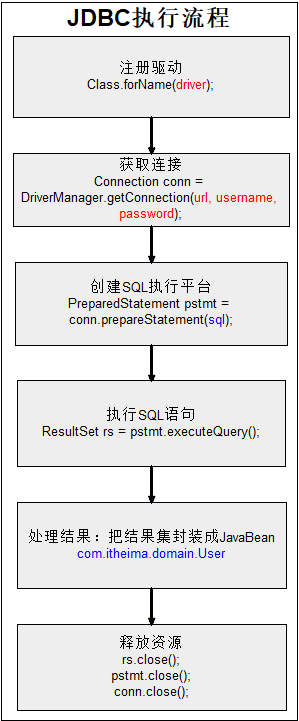 JDBC执行流程
注册驱动
Class.forName(driver);
获取连接
Connection conn =
DriverManager.getConnection(url, username,
password);
创建SQL执行平台
PreparedStatement pstmt =
conn.prepareStatement(sql);
执行SQL语句
ResultSet rs = pstmt.executeQuery();
处理结果：把结果集封装成JavaBean
com.itheima.domain.User
释放资源
rs.close();
pstmt.close();
conn.close();